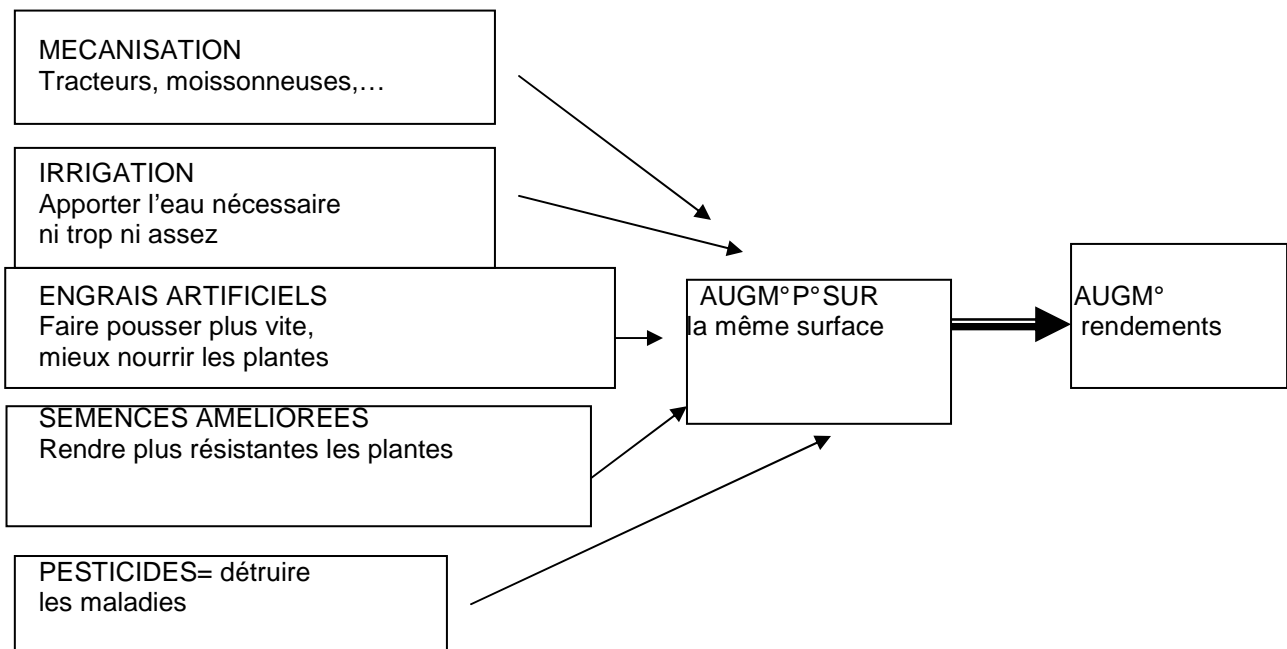 MECANISATION
Tracteurs, moissonneuses,…
IRRIGATION
Apporter l’eau nécessaire
ni trop ni assez
ENGRAIS ARTIFICIELS
Faire pousser plus vite,
mieux nourrir les plantes
SEMENCES AMELIOREES
Rendre plus résistantes les plantes
PESTICIDES= détruire
les maladies
AUGM°P°SUR
la même surface
AUGM°
rendements